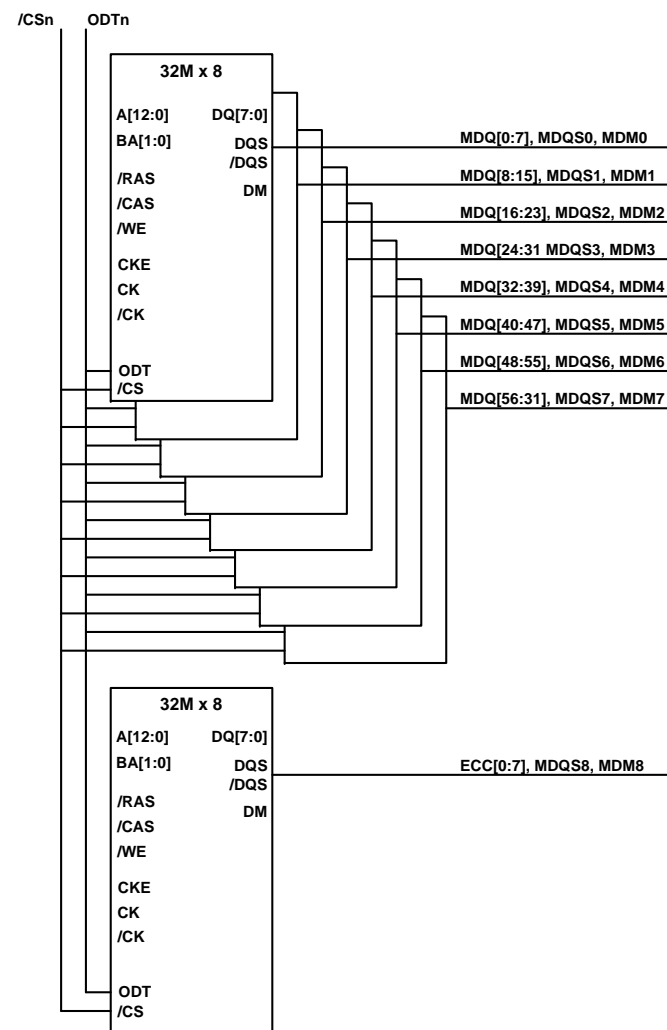 /CSn ODTn
32M x 8
A[12:0] DQ[7:0]
BA[1:0] DQS
/DQS
/RAS DM
/CAS
/WE
CKE
CK
/CK
ODT
/CS
MDQ[0:7], MDQS0, MDM0
MDQ[8:15], MDQS1, MDM1
MDQ[16:23], MDQS2, MDM2
MDQ[24:31 MDQS3, MDM3
MDQ[32:39], MDQS4, MDM4
MDQ[40:47], MDQS5, MDM5
MDQ[48:55], MDQS6, MDM6
MDQ[56:31], MDQS7, MDM7
32M x 8
A[12:0] DQ[7:0]
BA[1:0] DQS
/DQS
/RAS DM
/CAS
/WE
CKE
CK
/CK
ODT
/CS
ECC[0:7], MDQS8, MDM8